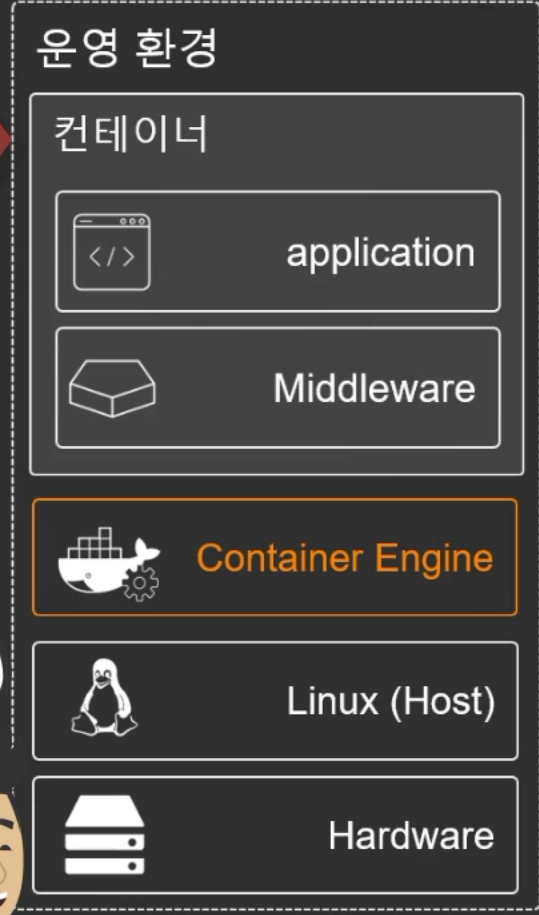 운영 환경
컨테이너
</>
application
Middleware
Container Engine
Linux (Host)
Hardware